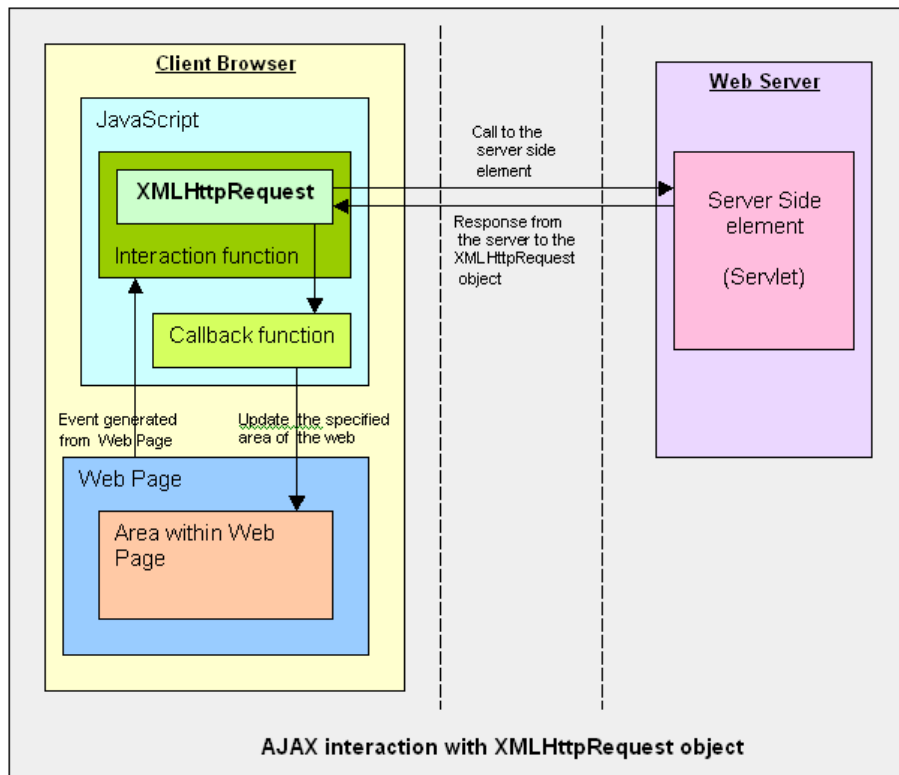 Client Browser
JavaScript
XMLHttpRequest
Interaction function
Callback function
Event generated
from Web Page
Update the specified
area of the web
Web Page
Area within Web
Page
Call to the
server side
element
Response from
the server to the
XMLHttpRequest
object
Web Server
Server Side
element
(Servlet)
AJAX interaction with XMLHttpRequest object